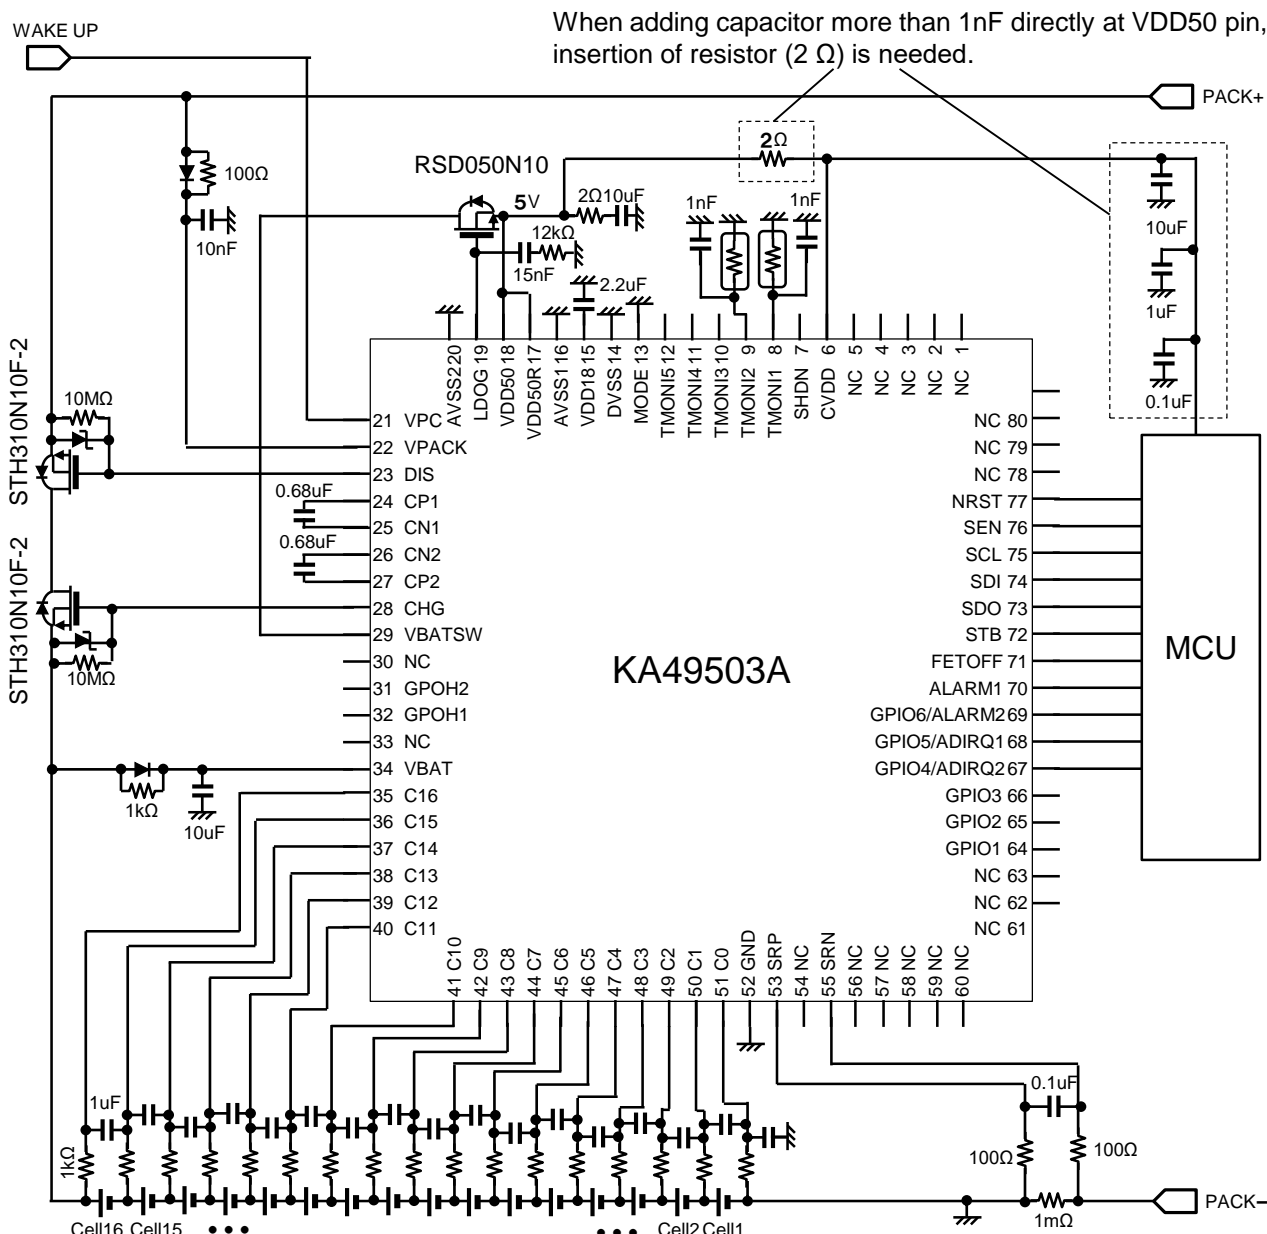 When adding capacitor more than 1nF directly at VDD50 pin,
insertion of resistor (2 Ω) is needed.
WAKE UP
PACK+
2Ω
RSD050N10
100Ω
10nF
5V
2Ω
10uF
12kΩ
15nF
2.2uF
1nF
1nF
10uF
1uF
0.1uF
AVSS2 20
LDOG 19
VDD50 18
VDD50R 17
AVSS1 16
VDD18 15
DVSS 14
MODE 13
TMONI5 12
TMONI4 11
TMONI3 10
TMONI2 9
TMONI1 8
SHDN 7
CVDD 6
NC 5
NC 4
NC 3
NC 2
NC 1
STH310N10F-2
10MΩ
STH310N10F-2
10MΩ
0.68uF
0.68uF
21 VPC
22 VPACK
23 DIS
24 CP1
25 CN1
26 CN2
27 CP2
28 CHG
29 VBATSW
30 NC
31 GPOH2
32 GPOH1
33 NC
34 VBAT
35 C16
36 C15
37 C14
38 C13
39 C12
40 C11
1kΩ
10uF
KA49503A
NC 80
NC 79
NC 78
NRST 77
SEN 76
SCL 75
SDI 74
SDO 73
STB 72
FETOFF 71
ALARM1 70
GPIO6/ALARM2 69
GPIO5/ADIRQ1 68
GPIO4/ADIRQ2 67
GPIO3 66
GPIO2 65
GPIO1 64
NC 63
NC 62
NC 61
MCU
41 C10
42 C9
43 C8
44 C7
45 C6
46 C5
47 C4
48 C3
49 C2
50 C1
51 C0
52 GND
53 SRP
54 NC
55 SRN
56 NC
57 NC
58 NC
59 NC
60 NC
1uF
1kΩ
0.1uF
100Ω
100Ω
1mΩ
PACK−
Cell16 Cell15 • • •
• • • Cell2 Cell1